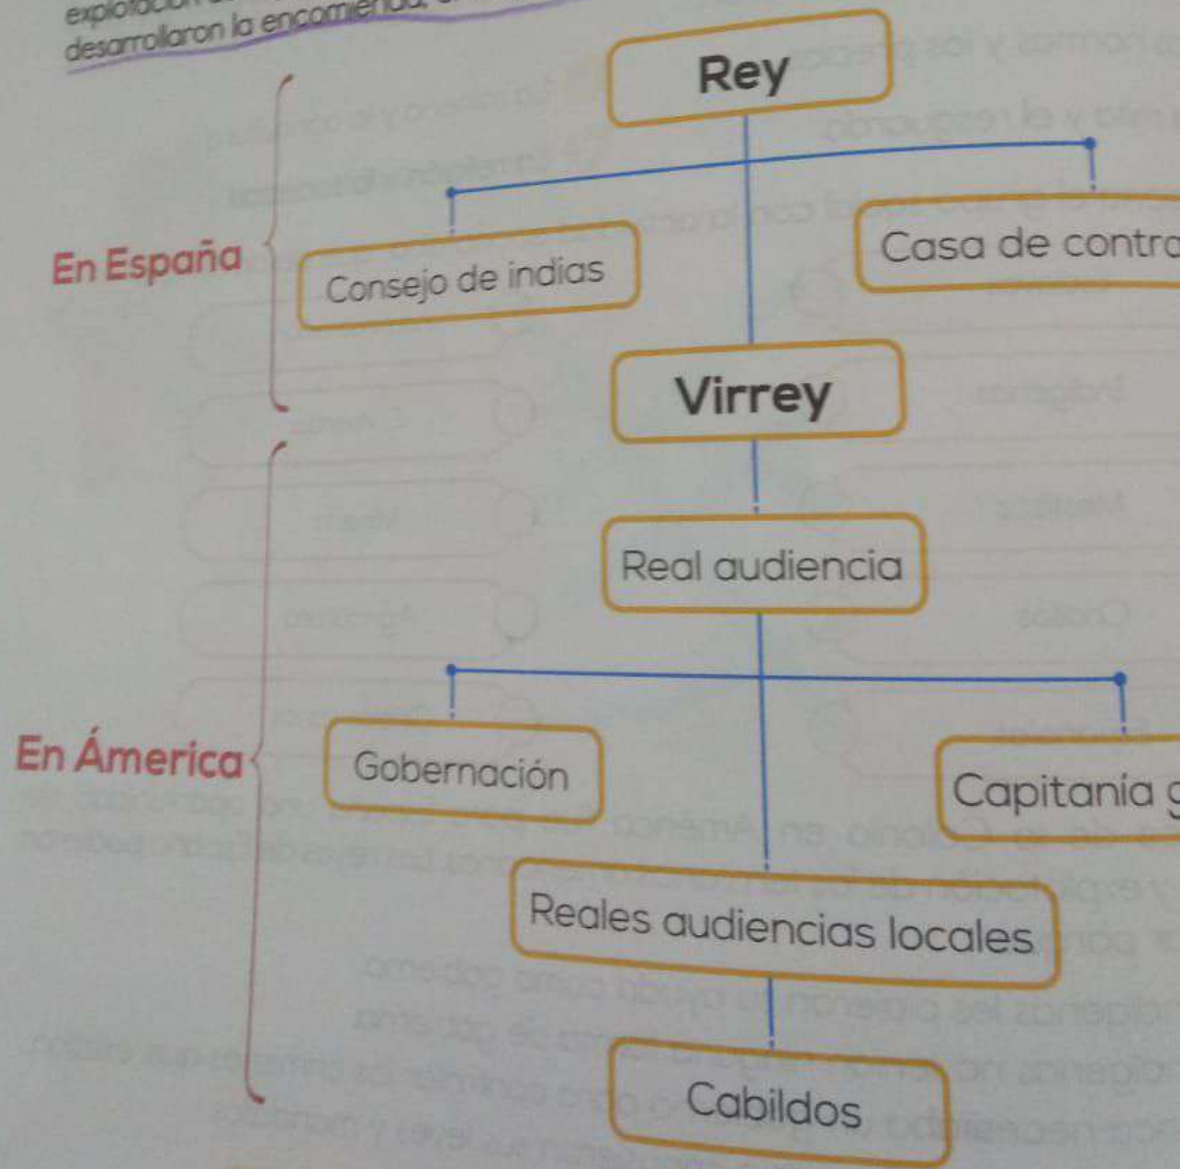 desarrollaron la encomienda,
Rey
En España
Consejo de indias
Casa de contra
Virrey
Real audiencia
En Ámerica
Gobernación
Capitanía g
Reales audiencias locales
Cabildos